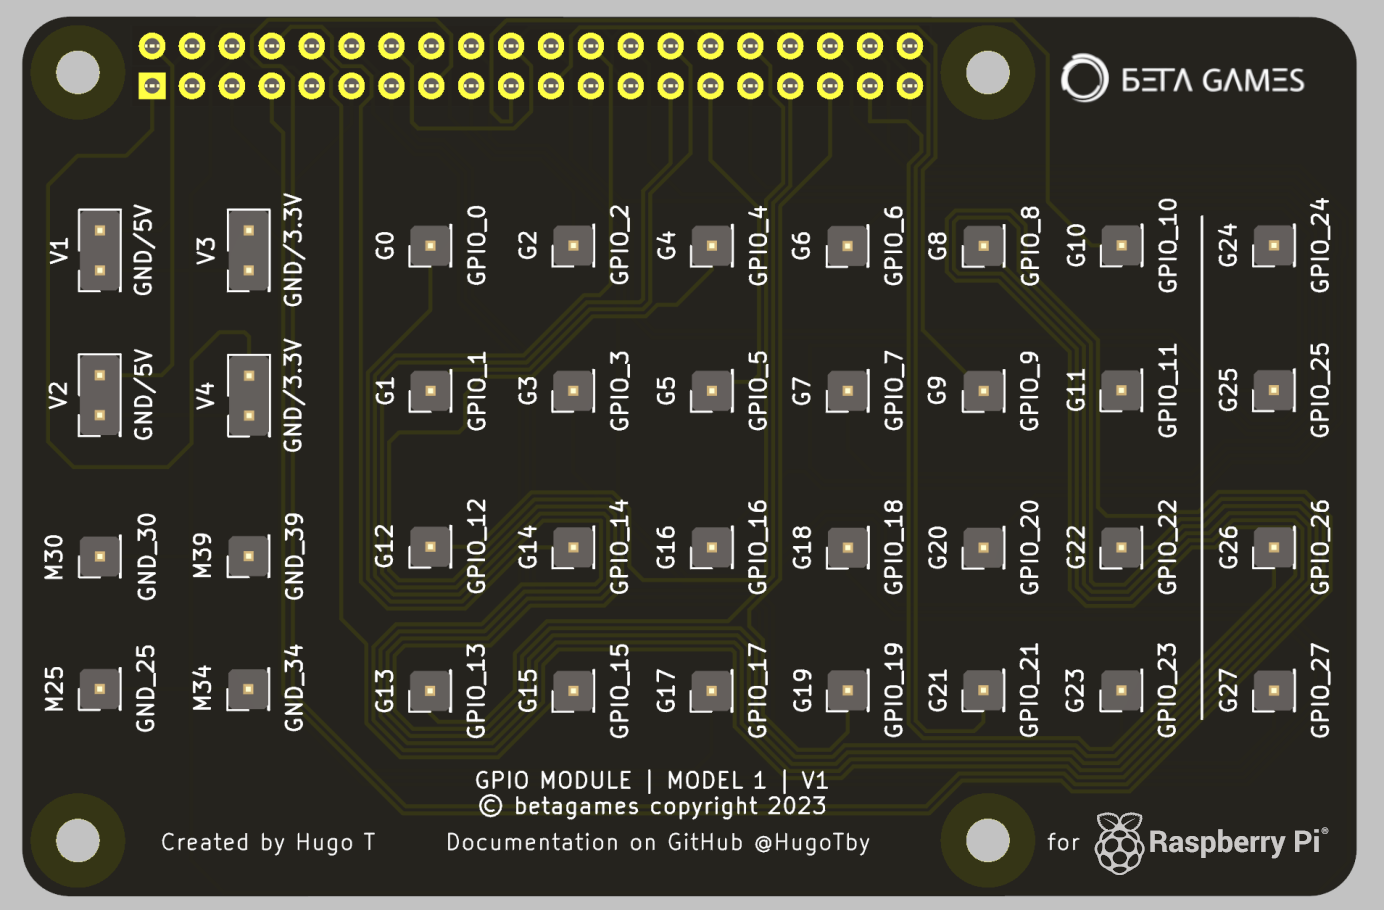 BETA GAMES
V1 GND/5V V3 GND/3.3V G0 GPIO_0 G2 GPIO_2 G4 GPIO_4 G6 GPIO_6 G8 GPIO_8 G10 GPIO_10 G24 GPIO_24
V2 GND/5V V4 GND/3.3V G1 GPIO_1 G3 GPIO_3 G5 GPIO_5 G7 GPIO_7 G9 GPIO_9 G11 GPIO_11 G25 GPIO_25
M30 GND_30 M39 GND_39 G12 GPIO_12 G14 GPIO_14 G16 GPIO_16 G18 GPIO_18 G20 GPIO_20 G22 GPIO_22 G26 GPIO_26
M25 GND_25 M34 GND_34 G13 GPIO_13 G15 GPIO_15 G17 GPIO_17 G19 GPIO_19 G21 GPIO_21 G23 GPIO_23 G27 GPIO_27
GPIO MODULE | MODEL 1 | V1
© betagames copyright 2023
Created by Hugo T Documentation on GitHub @HugoTby for Raspberry Pi®